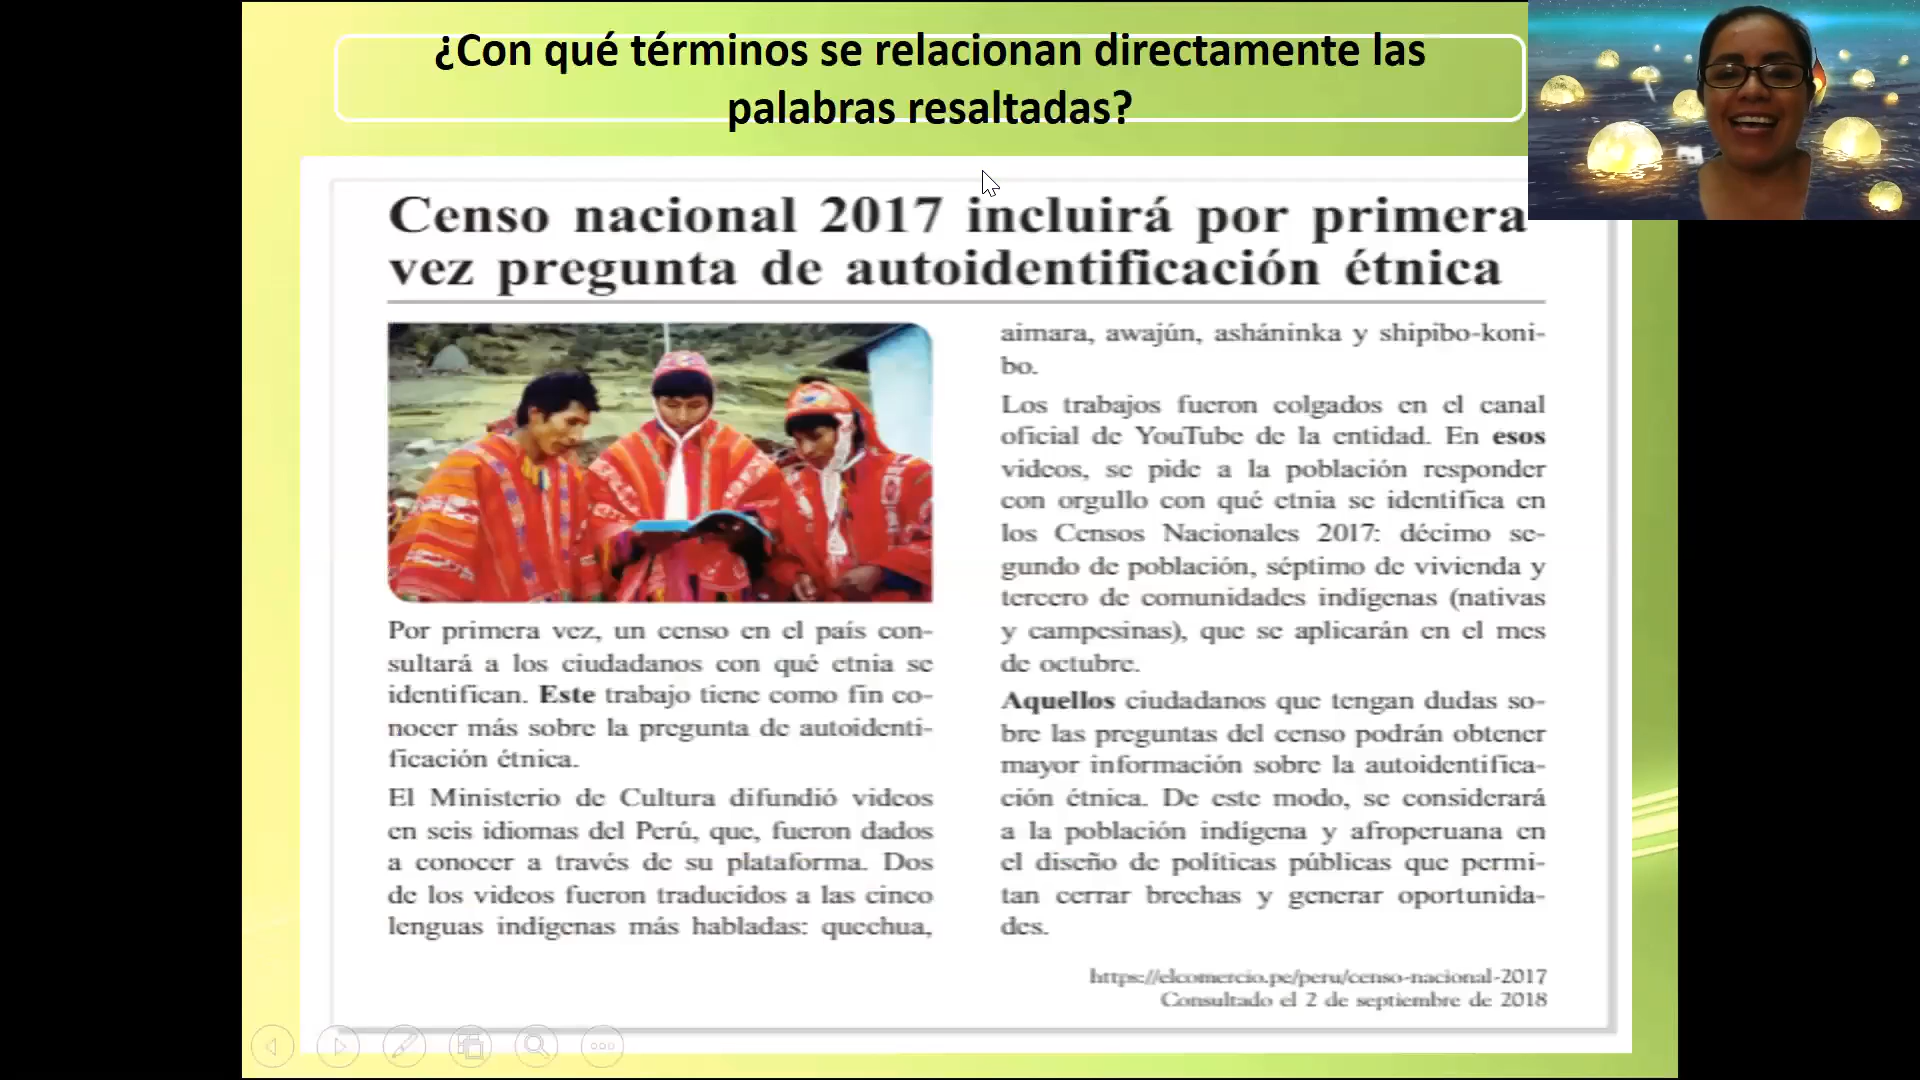 ¿Con qué términos se relacionan directamente las
palabras resaltadas?
Censo nacional 2017 incluirá por primera
vez pregunta de autoidentificación étnica
Por primera vez, un censo en el país con-
sultará a los ciudadanos con qué etnia se
identifican. Este trabajo tiene como fin co-
nocer más sobre la pregunta de autoidenti-
ficación étnica.
El Ministerio de Cultura difundió videos
en seis idiomas del Perú, que, fueron dados
a conocer a través de su plataforma. Dos
de los videos fueron traducidos a las cinco
lenguas indígenas más habladas: quechua,
aimara, awajún, asháninka y shipibo-koni-
bo.
Los trabajos fueron colgados en el canal
oficial de YouTube de la entidad. En esos
videos, se pide a la población responder
con orgullo con qué etnia se identifica en
los Censos Nacionales 2017: décimo se-
gundo de población, séptimo de vivienda y
tercero de comunidades indígenas (nativas
y campesinas), que se aplicarán en el mes
de octubre.
Aquellos ciudadanos que tengan dudas so-
bre las preguntas del censo podrán obtener
mayor información sobre la autoidentifica-
ción étnica. De este modo, se considerará
a la población indígena y afroperuana en
el diseño de políticas públicas que permi-
tan cerrar brechas y generar oportunida-
des.
https://elcomercio.pe/peru/censo-nacional-2017
Consultado el 2 de septiembre de 2018